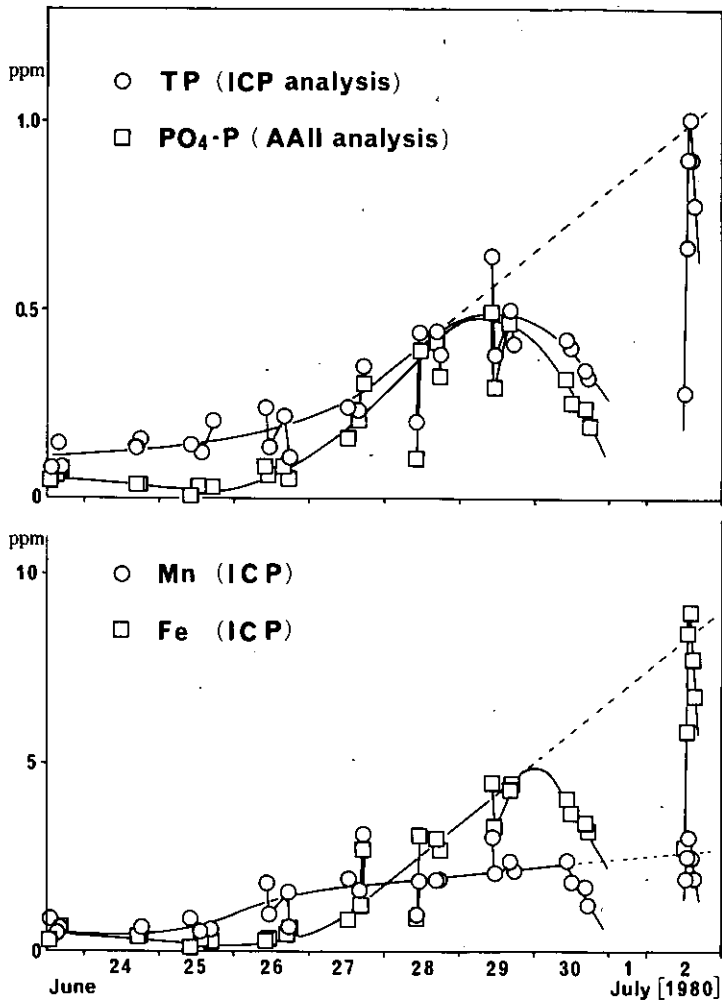 ppm
TP (ICP analysis)
PO₄-P (AAII analysis)
1.0
0.5
0
ppm
10
Mn (ICP)
Fe (ICP)
5
0
24 25 26 27 28 29 30 1 2
June July [1980]